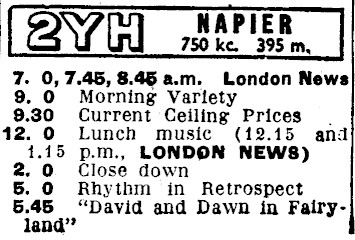 2YH NAPIER
750 kc. 395 m.
7. 0, 7.45, 8.45 a.m. London News
9. 0 Morning Variety
9.30 Current Ceiling Prices
12. 0 Lunch music (12.15 and
1.15 p.m., LONDON NEWS)
2. 0 Close down
5. 0 Rhythm in Retrospect
5.45 "David and Dawn in Fairy-
land"